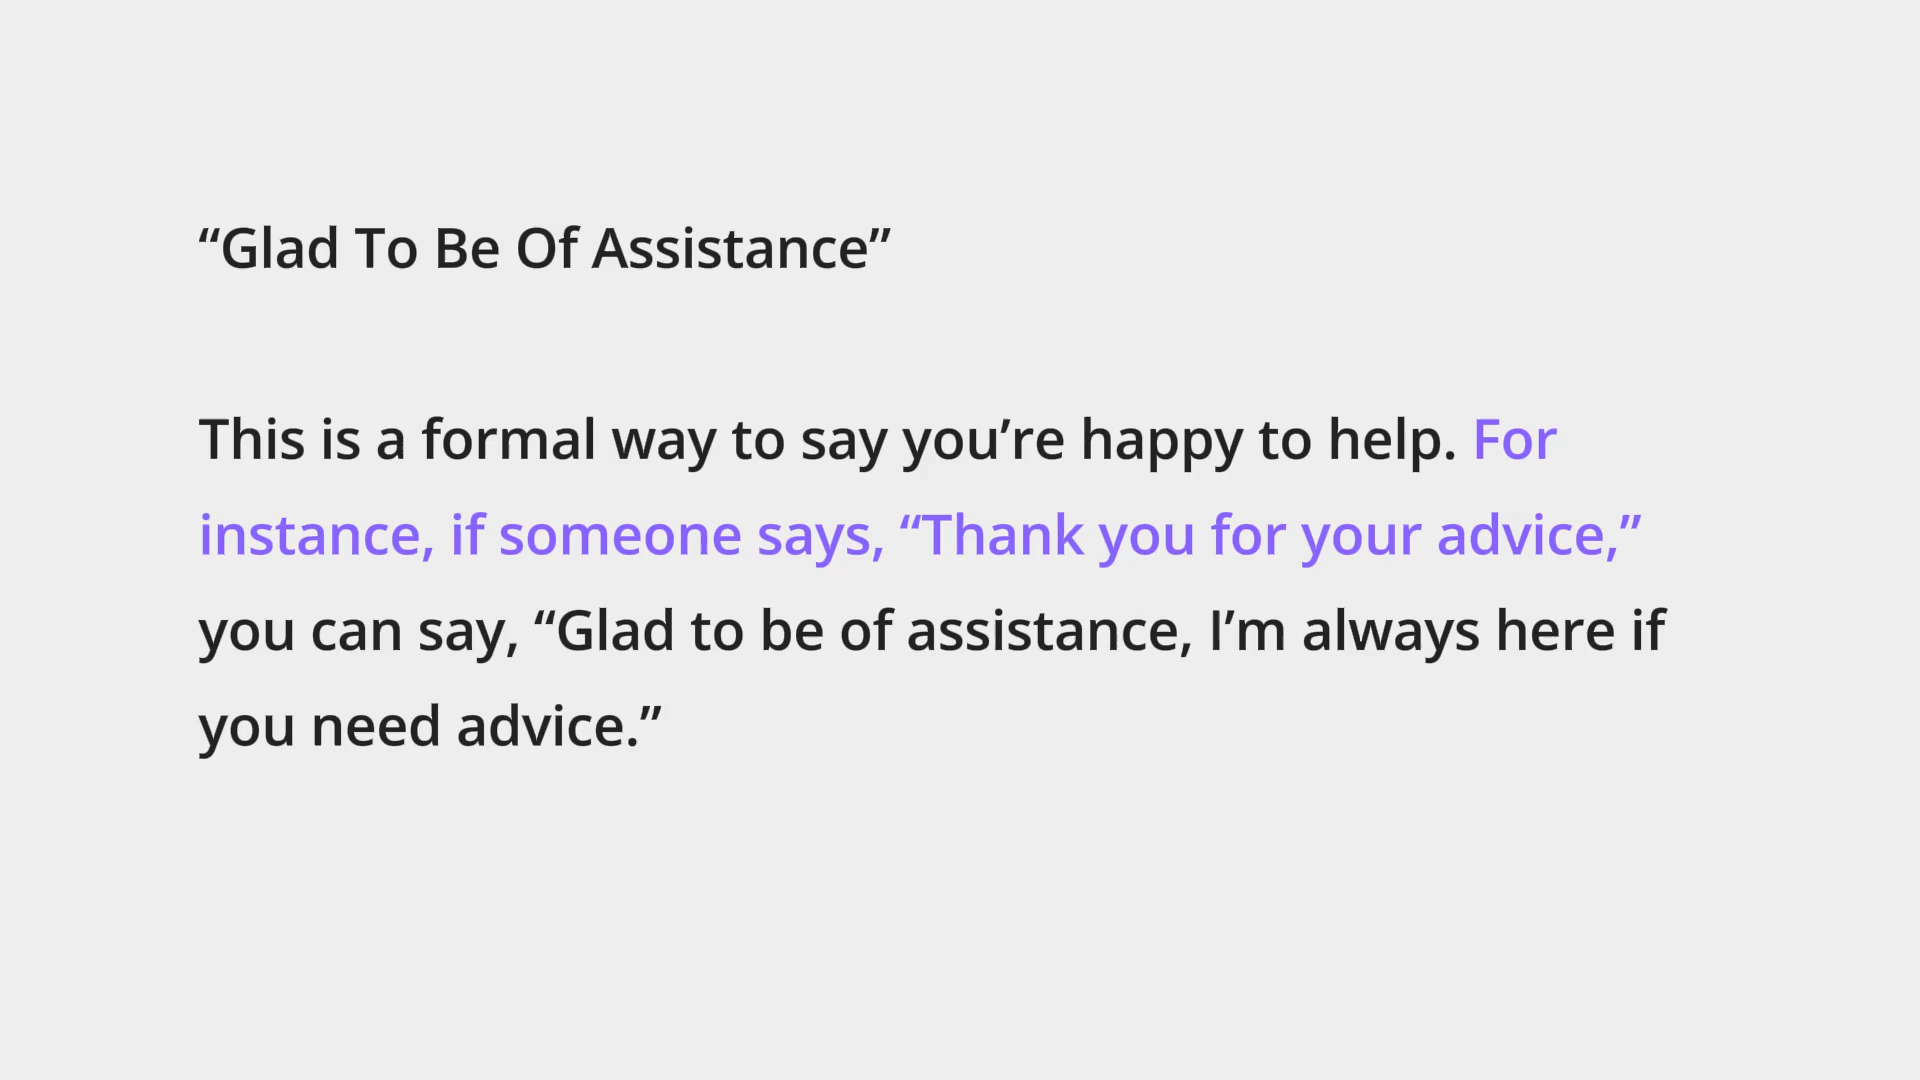 “Glad To Be Of Assistance”
This is a formal way to say you’re happy to help. For
instance, if someone says, “Thank you for your advice,”
you can say, “Glad to be of assistance, I’m always here if
you need advice.”